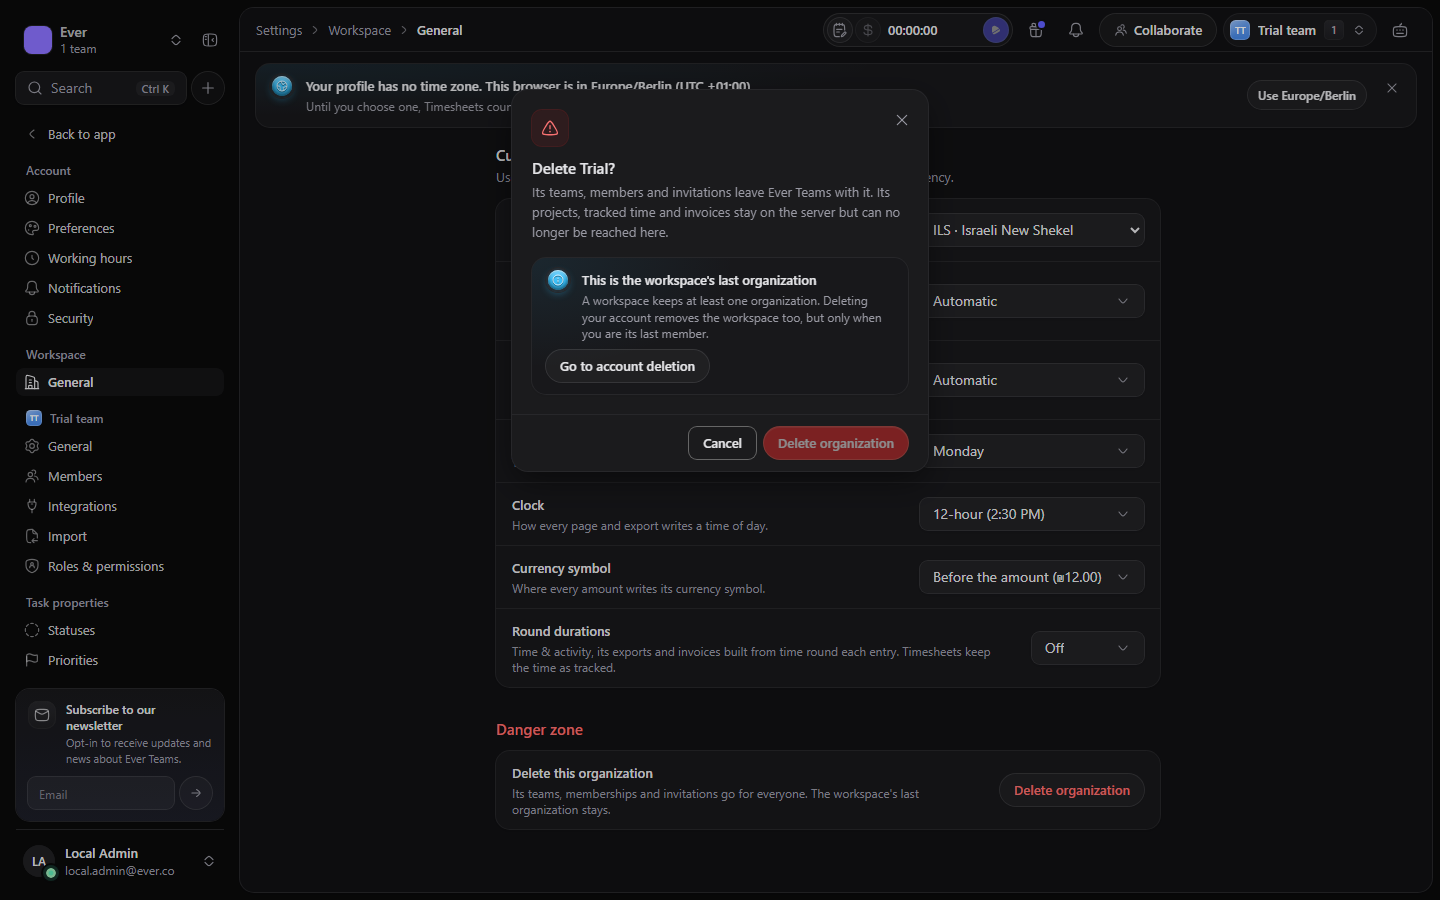 Ever
1 team
Search
Ctrl K
Back to app
Account
Profile
Preferences
Working hours
Notifications
Security
Workspace
General
TT Trial team
General
Members
Integrations
Import
Roles & permissions
Task properties
Statuses
Priorities
Subscribe to our
newsletter
Opt-in to receive updates and
news about Ever Teams.
Email
LA
Local Admin
local.admin@ever.co
Settings
Workspace
General
00:00:00
Collaborate
TT
Trial team
1
Your profile has no time zone. This browser is in Europe/Berlin (UTC +01:00)
Until you choose one, Timesheets
Use Europe/Berlin
Delete Trial?
Its teams, members and invitations leave Ever Teams with it. Its
projects, tracked time and invoices stay on the server but can no
longer be reached here.
This is the workspace's last organization
A workspace keeps at least one organization. Deleting
your account removes the workspace too, but only when
you are its last member.
Go to account deletion
Cancel
Delete organization
ILS · Israeli New Shekel
Automatic
Automatic
Monday
Clock
How every page and export writes a time of day.
12-hour (2:30 PM)
Currency symbol
Where every amount writes its currency symbol.
Before the amount (₪12.00)
Round durations
Time & activity, its exports and invoices built from time round each entry. Timesheets keep
the time as tracked.
Off
Danger zone
Delete this organization
Its teams, memberships and invitations go for everyone. The workspace's last
organization stays.
Delete organization